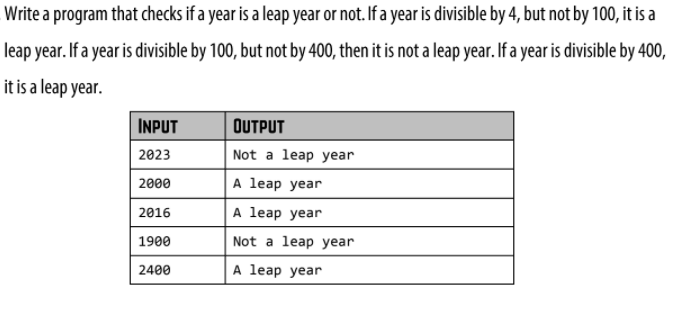 Write a program that checks if a year is a leap year or not. If a year is divisible by 4, but not by 100, it is a
leap year. If a year is divisible by 100, but not by 400, then it is not a leap year. If a year is divisible by 400,
it is a leap year.
INPUT OUTPUT
2023 Not a leap year
2000 A leap year
2016 A leap year
1900 Not a leap year
2400 A leap year